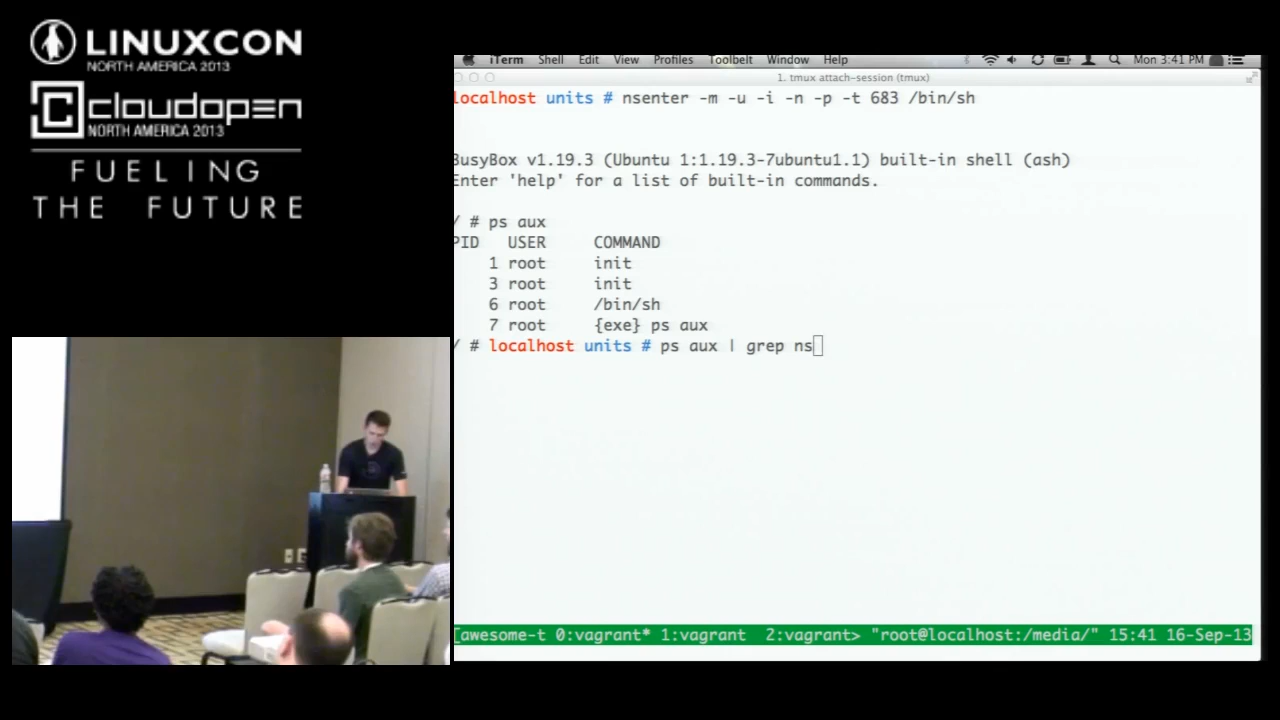 LINUXCON
NORTH AMERICA 2013
cloudopen
NORTH AMERICA 2013
FUELING
THE FUTURE
iTerm Shell Edit View Profiles Toolbelt Window Help Mon 3:41 PM
1. tmux attach-session (tmux)
localhost units # nsenter -m -u -i -n -p -t 683 /bin/sh
BusyBox v1.19.3 (Ubuntu 1:1.19.3-7ubuntu1.1) built-in shell (ash)
Enter 'help' for a list of built-in commands.
/ # ps aux
PID USER COMMAND
1 root init
3 root init
6 root /bin/sh
7 root {exe} ps aux
/ # localhost units # ps aux | grep ns
[awesome-t 0:vagrant* 1:vagrant 2:vagrant> "root@localhost:/media/" 15:41 16-Sep-13